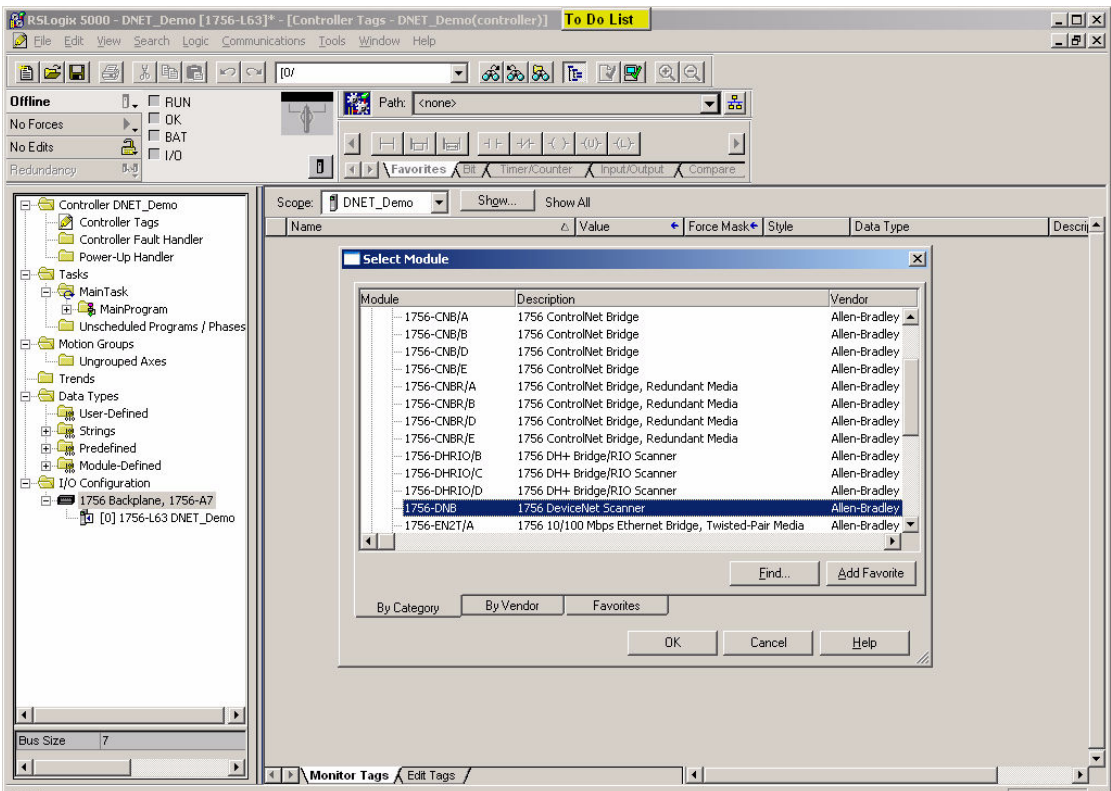 RSLogix 5000 - DNET_Demo [1756-L63]* - [Controller Tags - DNET_Demo(controller)]
To Do List
File Edit View Search Logic Communications Tools Window Help
[0/
Offline
RUN
No Forces
OK
No Edits
BAT
Redundancy
I/O
Path: <none>
Favorites Bit Timer/Counter Input/Output Compare
Controller DNET_Demo
Controller Tags
Controller Fault Handler
Power-Up Handler
Tasks
MainTask
MainProgram
Unscheduled Programs / Phases
Motion Groups
Ungrouped Axes
Trends
Data Types
User-Defined
Strings
Predefined
Module-Defined
I/O Configuration
1756 Backplane, 1756-A7
[0] 1756-L63 DNET_Demo
Bus Size 7
Scope: DNET_Demo Show... Show All
Name Value Force Mask Style Data Type Descrip
Select Module
Module Description Vendor
1756-CNB/A 1756 ControlNet Bridge Allen-Bradley
1756-CNB/B 1756 ControlNet Bridge Allen-Bradley
1756-CNB/D 1756 ControlNet Bridge Allen-Bradley
1756-CNB/E 1756 ControlNet Bridge Allen-Bradley
1756-CNBR/A 1756 ControlNet Bridge, Redundant Media Allen-Bradley
1756-CNBR/B 1756 ControlNet Bridge, Redundant Media Allen-Bradley
1756-CNBR/D 1756 ControlNet Bridge, Redundant Media Allen-Bradley
1756-CNBR/E 1756 ControlNet Bridge, Redundant Media Allen-Bradley
1756-DHRIO/B 1756 DH+ Bridge/RIO Scanner Allen-Bradley
1756-DHRIO/C 1756 DH+ Bridge/RIO Scanner Allen-Bradley
1756-DHRIO/D 1756 DH+ Bridge/RIO Scanner Allen-Bradley
1756-DNB 1756 DeviceNet Scanner Allen-Bradley
1756-EN2T/A 1756 10/100 Mbps Ethernet Bridge, Twisted-Pair Media Allen-Bradley
Find... Add Favorite
By Category By Vendor Favorites
OK Cancel Help
Monitor Tags Edit Tags